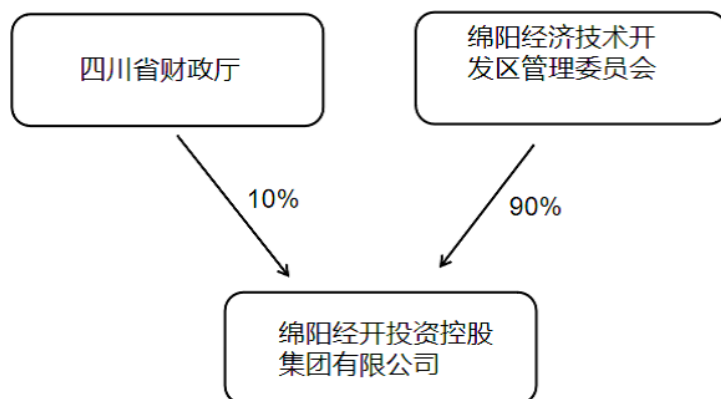 四川省财政厅
绵阳经济技术开
发区管理委员会
10%
90%
绵阳经开投资控股
集团有限公司